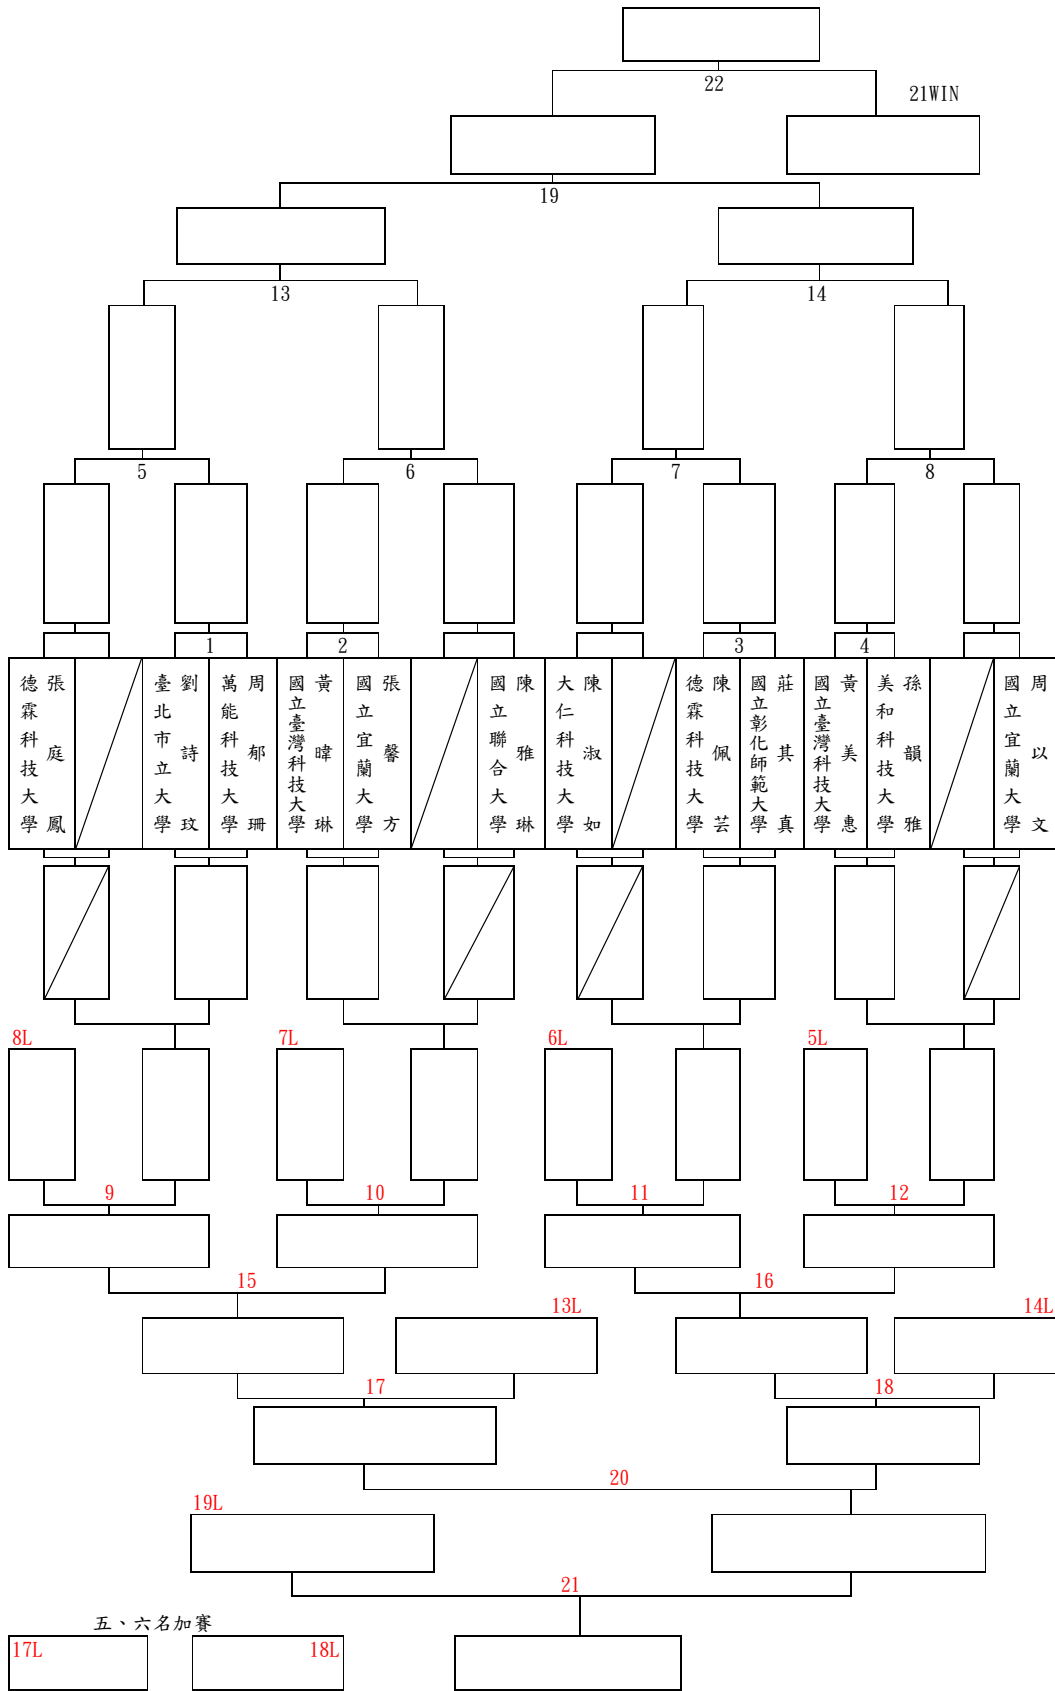 22
21WIN
19
13
14
5
6
7
8
1
2
3
4
德霖科技大學 張庭鳳
臺北市立大學 劉詩玟
萬能科技大學 周郁珊
國立臺灣科技大學 黃暐琳
國立宜蘭大學 張馨方
國立聯合大學 陳雅琳
大仁科技大學 陳淑如
德霖科技大學 陳佩芸
國立彰化師範大學 莊其真
國立臺灣科技大學 黃美惠
美和科技大學 孫韻雅
國立宜蘭大學 周以文
8L
7L
6L
5L
9
10
11
12
15
16
13L
14L
17
18
20
19L
21
五、六名加賽
17L
18L